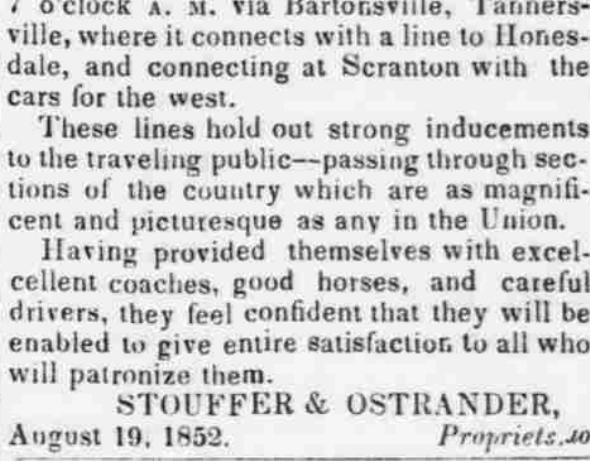 7 o'clock A. M. via Bartonsville, Tanners-
ville, where it connects with a line to Hones-
dale, and connecting at Scranton with the
cars for the west.
These lines hold out strong inducements
to the traveling public—passing through sec-
tions of the country which are as magnifi-
cent and picturesque as any in the Union.
Having provided themselves with excel-
cellent coaches, good horses, and careful
drivers, they feel confident that they will be
enabled to give entire satisfaction to all who
will patronize them.
STOUFFER & OSTRANDER,
August 19, 1852. Propriets.